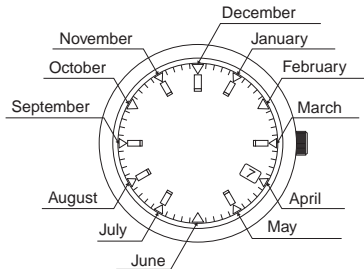 December
November
January
October
February
September
March
7
August
April
July
May
June